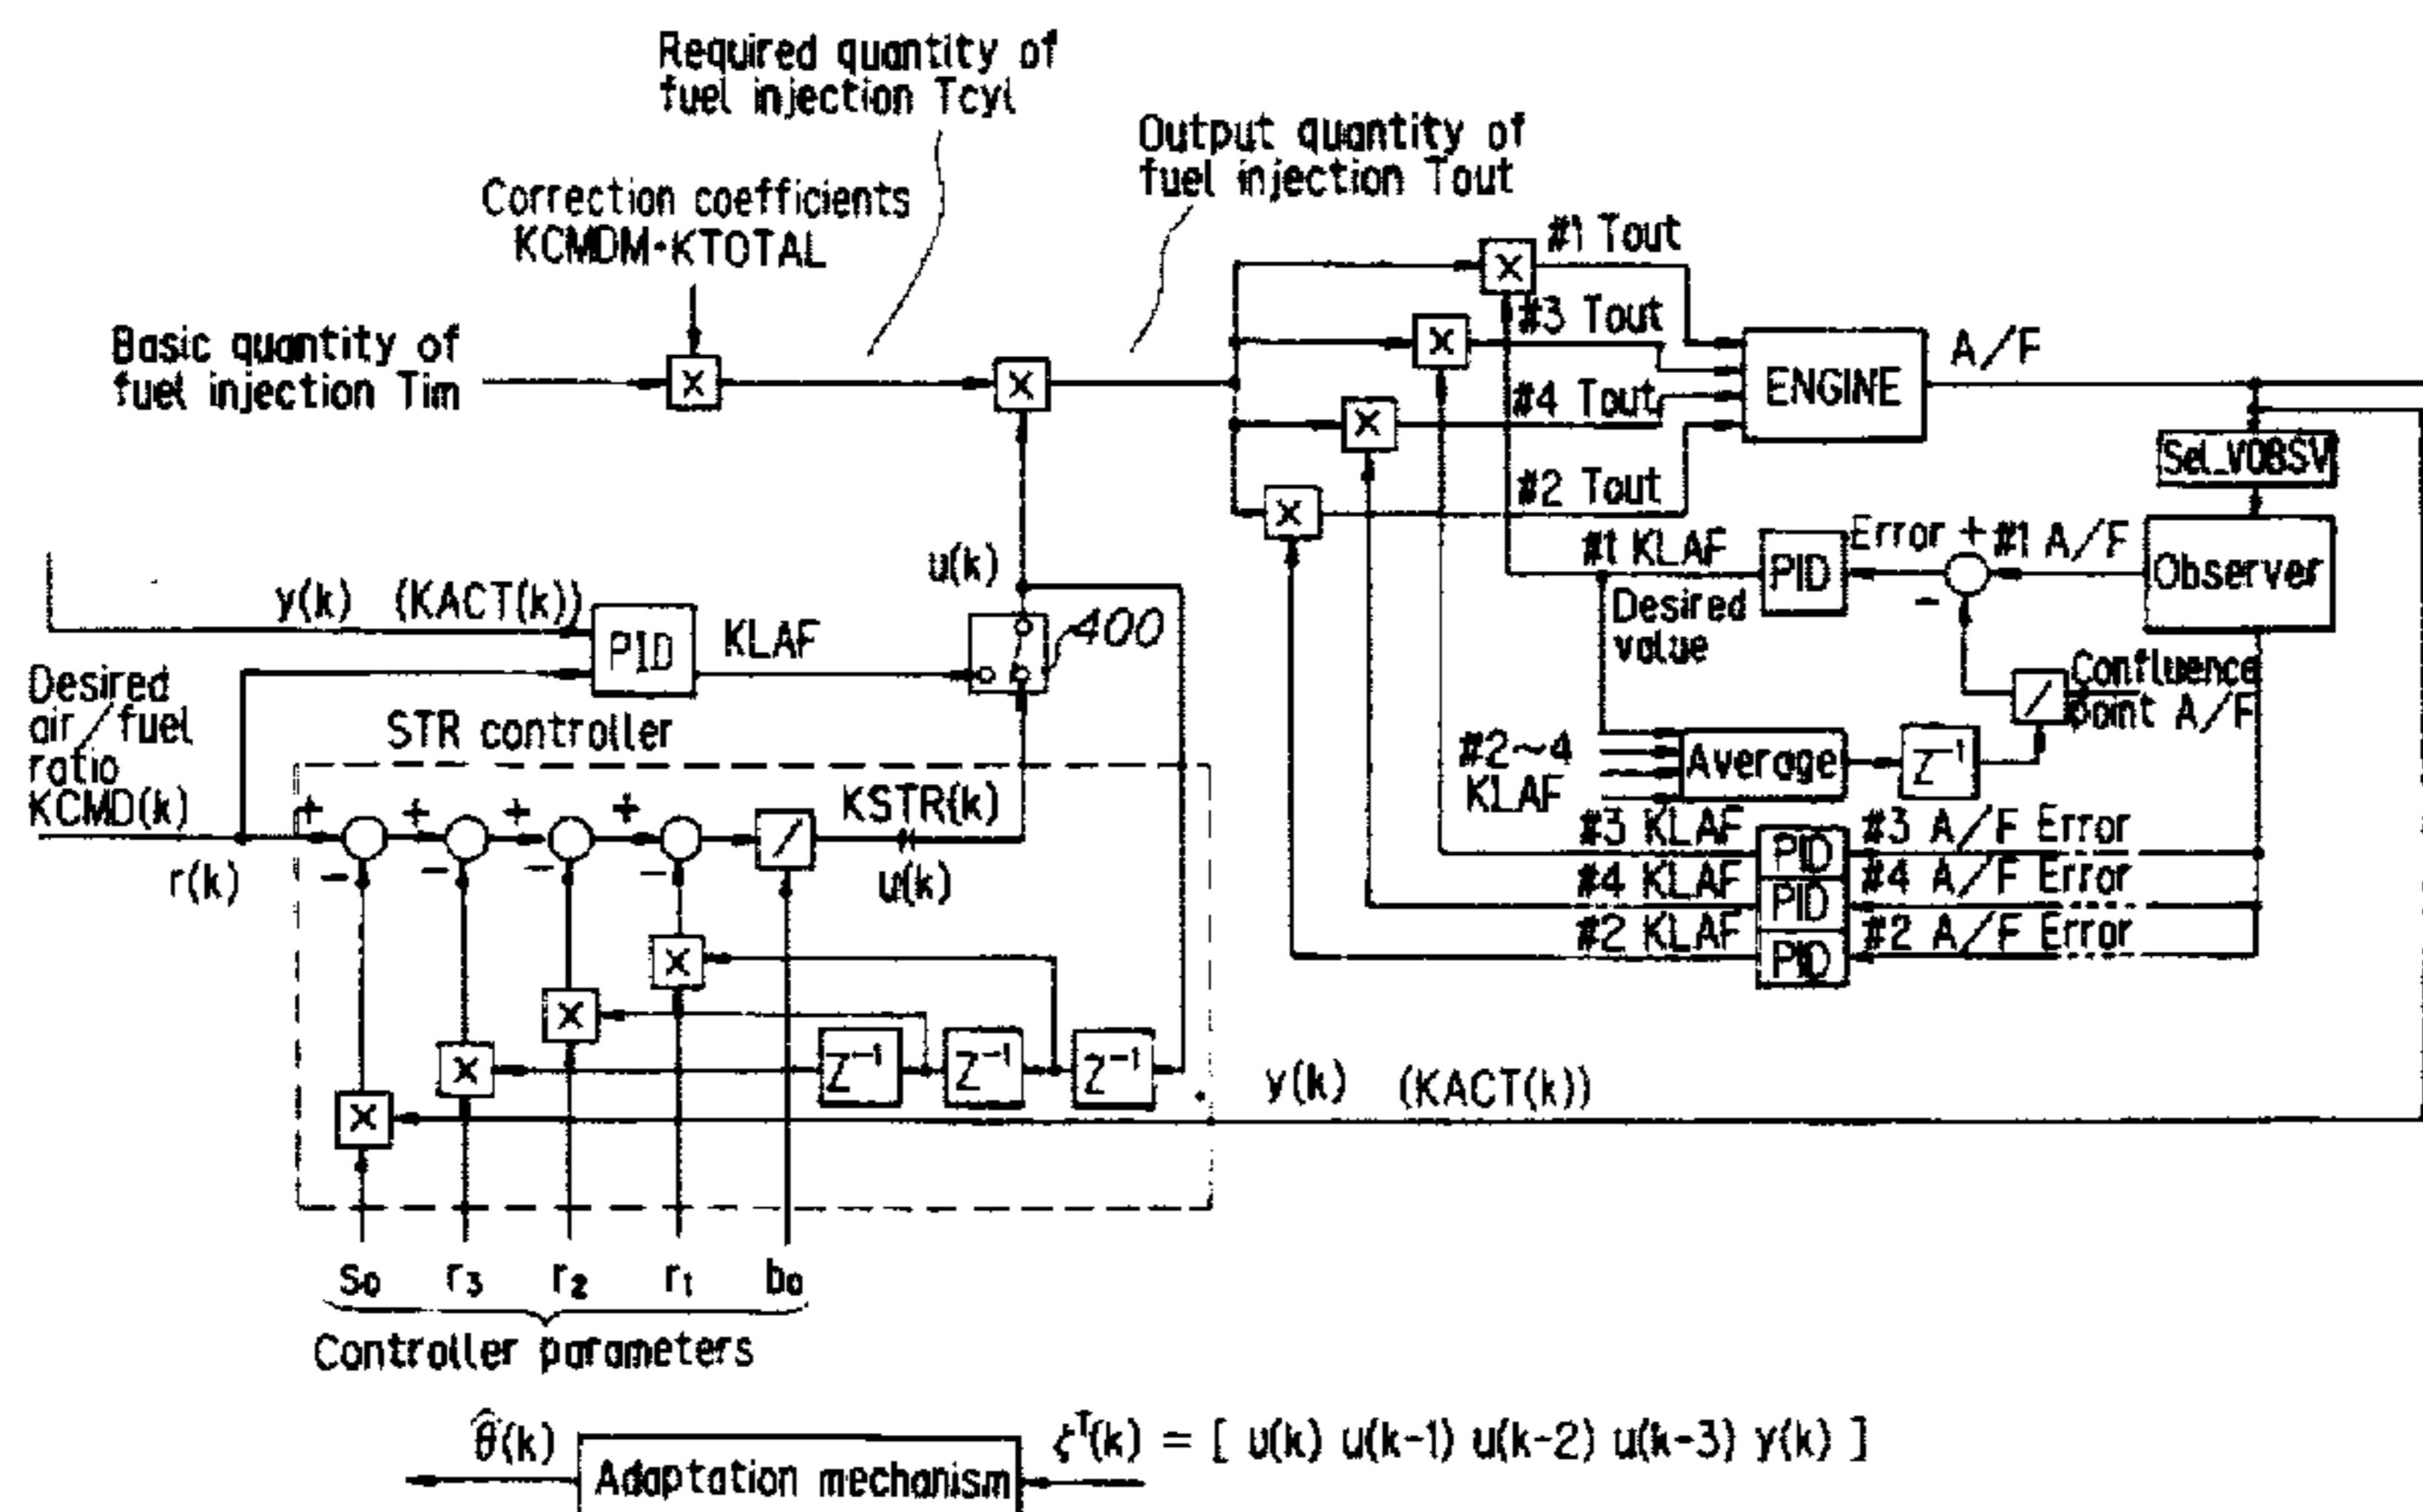 Required quantity of
fuel injection Tcyl
Output quantity of
fuel injection Tout
Correction coefficients
KCMDM·KTOTAL
Basic quantity of
fuel injection Tim
X
X
X
#1 Tout
X
#3 Tout
X
#4 Tout
X
#2 Tout
ENGINE
A/F
Sel_VOBSV
Observer
#1 A/F
+
-
Error
PID
#1 KLAF
Desired
value
Confluence
point A/F
/
Z⁻¹
Average
#2~4
KLAF
#3 KLAF
PID
#3 A/F Error
#4 KLAF
PID
#4 A/F Error
#2 KLAF
PID
#2 A/F Error
u(k)
y(k) (KACT(k))
PID
KLAF
400
Desired
air/fuel
ratio
KCMD(k)
r(k)
STR controller
+ + + +
- - - -
/
KSTR(k)
u(k)
X
X
X
X
Z⁻¹ Z⁻¹ Z⁻¹
y(k) (KACT(k))
s₀ r₃ r₂ r₁ b₀
Controller parameters
θ̂(k)
Adaptation mechanism
ζᵀ(k) = [ u(k) u(k-1) u(k-2) u(k-3) y(k) ]